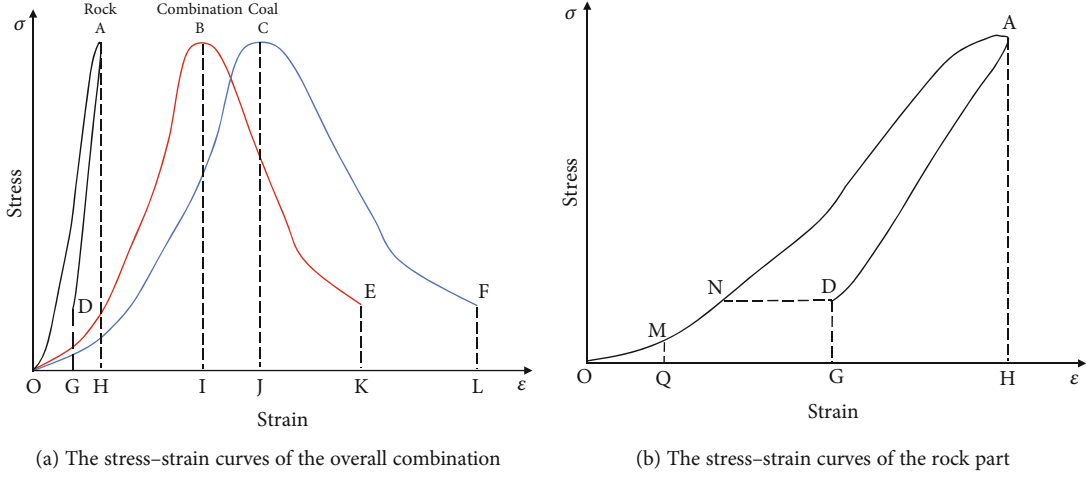 σ
Rock
A
Combination
B
Coal
C
Stress
D
E
F
O
G
H
I
J
K
L
ε
Strain
(a) The stress–strain curves of the overall combination
σ
A
Stress
N
D
M
O
Q
G
H
ε
Strain
(b) The stress–strain curves of the rock part